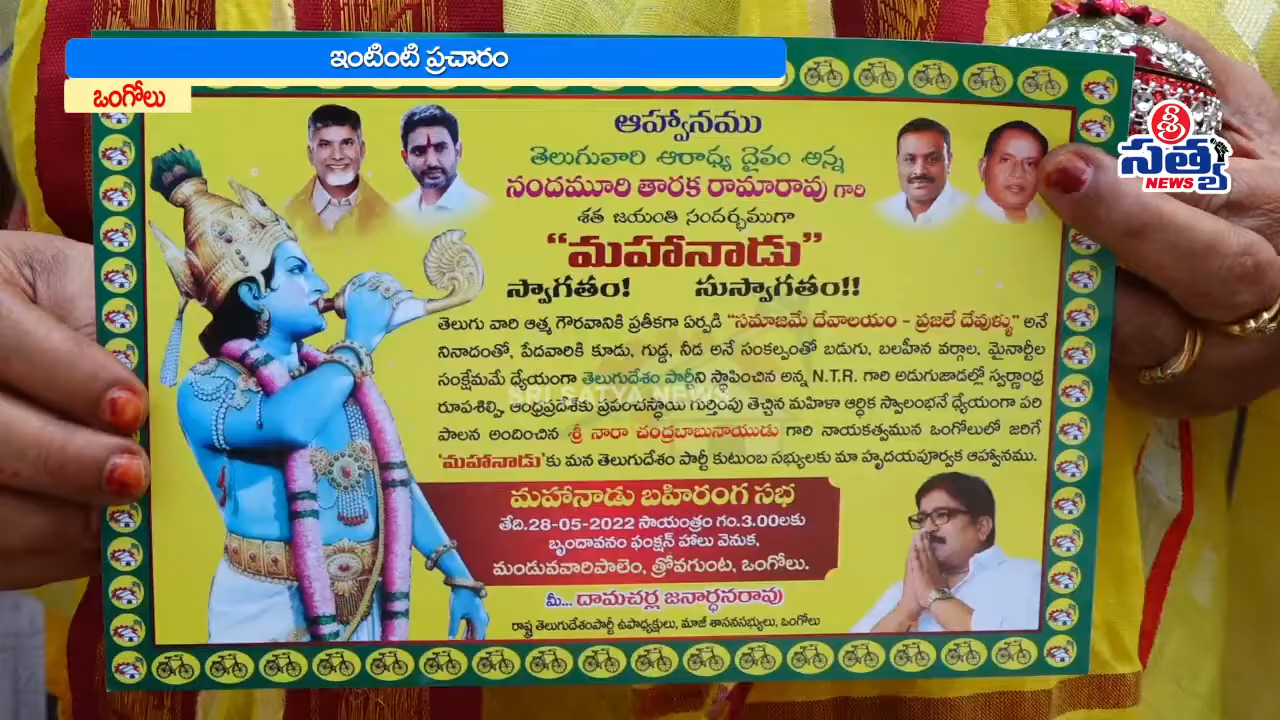 ఇంటింటి ప్రచారం
ఒంగోలు
శ్రీ
సత్య
NEWS
ఆహ్వానము
తెలుగువారి ఆరాధ్య దైవం అన్న
నందమూరి తారక రామారావు గారి
శత జయంతి సందర్భముగా
"మహానాడు"
స్వాగతం! సుస్వాగతం!!
తెలుగు వారి ఆత్మ గౌరవానికి ప్రతీకగా ఏర్పడి "సమాజమే దేవాలయం - ప్రజలే దేవుళ్ళు" అనే
నినాదంతో, పేదవారికి కూడు, గుడ్డ, నీడ అనే సంకల్పంతో బడుగు, బలహీన వర్గాల, మైనార్టీల
సంక్షేమమే ధ్యేయంగా తెలుగుదేశం పార్టీని స్థాపించిన అన్న N.T.R. గారి అడుగుజాడల్లో స్వర్ణాంధ్ర
రూపశిల్పి, ఆంధ్రప్రదేశ్‌కు ప్రపంచస్థాయి గుర్తింపు తెచ్చిన మహిళా ఆర్థిక స్వాలంభనే ధ్యేయంగా పరి
పాలన అందించిన శ్రీ నారా చంద్రబాబునాయుడు గారి నాయకత్వమున ఒంగోలులో జరిగే
'మహానాడు'కు మన తెలుగుదేశం పార్టీ కుటుంబ సభ్యులకు మా హృదయపూర్వక ఆహ్వానము.
SRI SATYA NEWS
మహానాడు బహిరంగ సభ
తేది.28-05-2022 సాయంత్రం గం.3.00లకు
బృందావనం ఫంక్షన్ హాలు వెనుక,
మండువవారిపాలెం, త్రోవగుంట, ఒంగోలు.
మీ... దామచర్ల జనార్ధనరావు
రాష్ట్ర తెలుగుదేశంపార్టీ ఉపాధ్యక్షులు, మాజీ శాసనసభ్యులు, ఒంగోలు